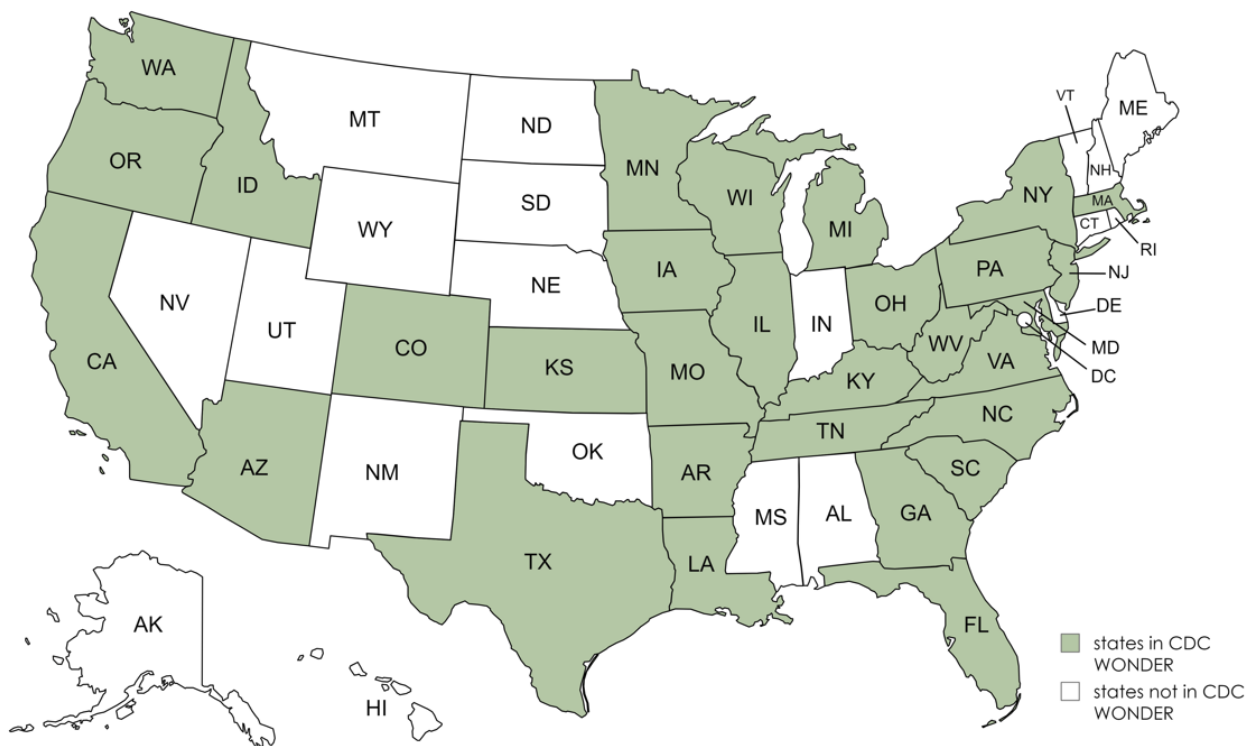 WA
MT
ND
MN
VT
ME
OR
ID
SD
WI
NH
NY
MA
WY
MI
CT
RI
IA
PA
NJ
NE
NV
OH
DE
UT
IL
IN
CO
WV
MD
CA
KS
MO
VA
DC
KY
NC
TN
AZ
OK
NM
AR
SC
MS
AL
GA
TX
LA
AK
FL
HI
states in CDC
WONDER
states not in CDC
WONDER